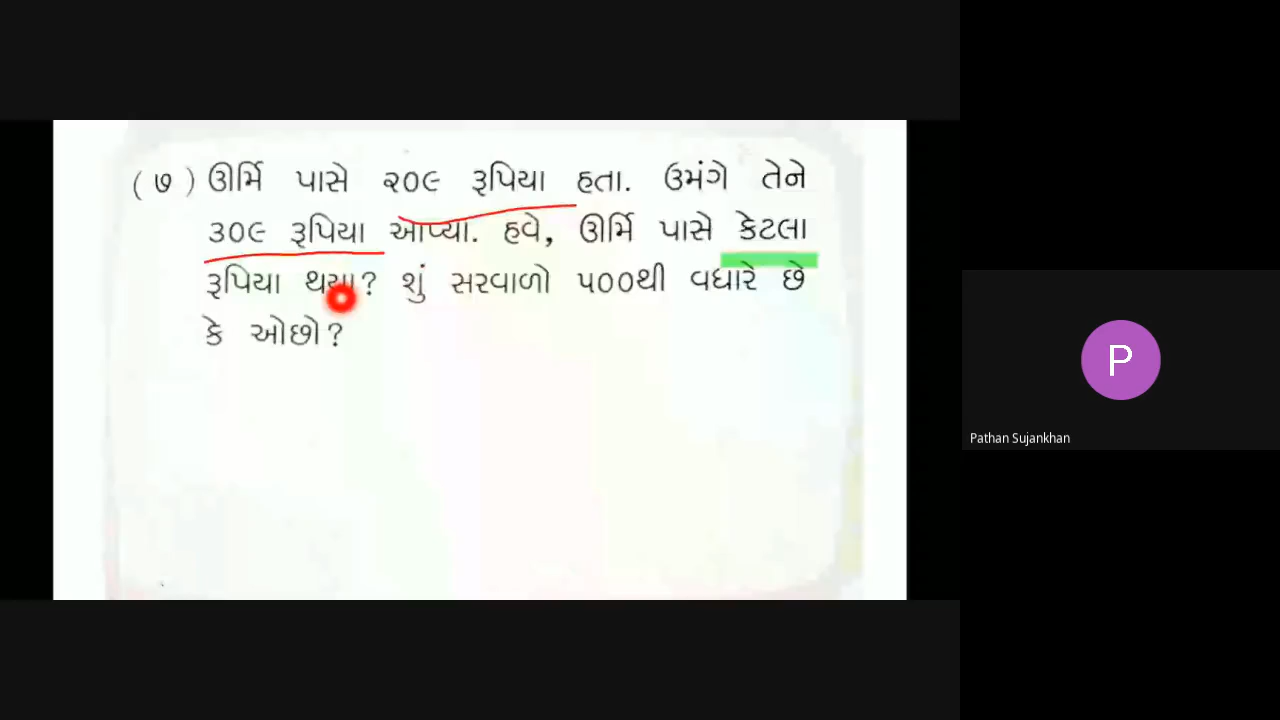 (૭) ઊર્મિ પાસે ૨૦૯ રૂપિયા હતા. ઉમંગે તેને
૩૦૯ રૂપિયા આપ્યા. હવે, ઊર્મિ પાસે કેટલા
રૂપિયા થયા? શું સરવાળો ૫૦૦થી વધારે છે
કે ઓછો?
P
Pathan Sujankhan